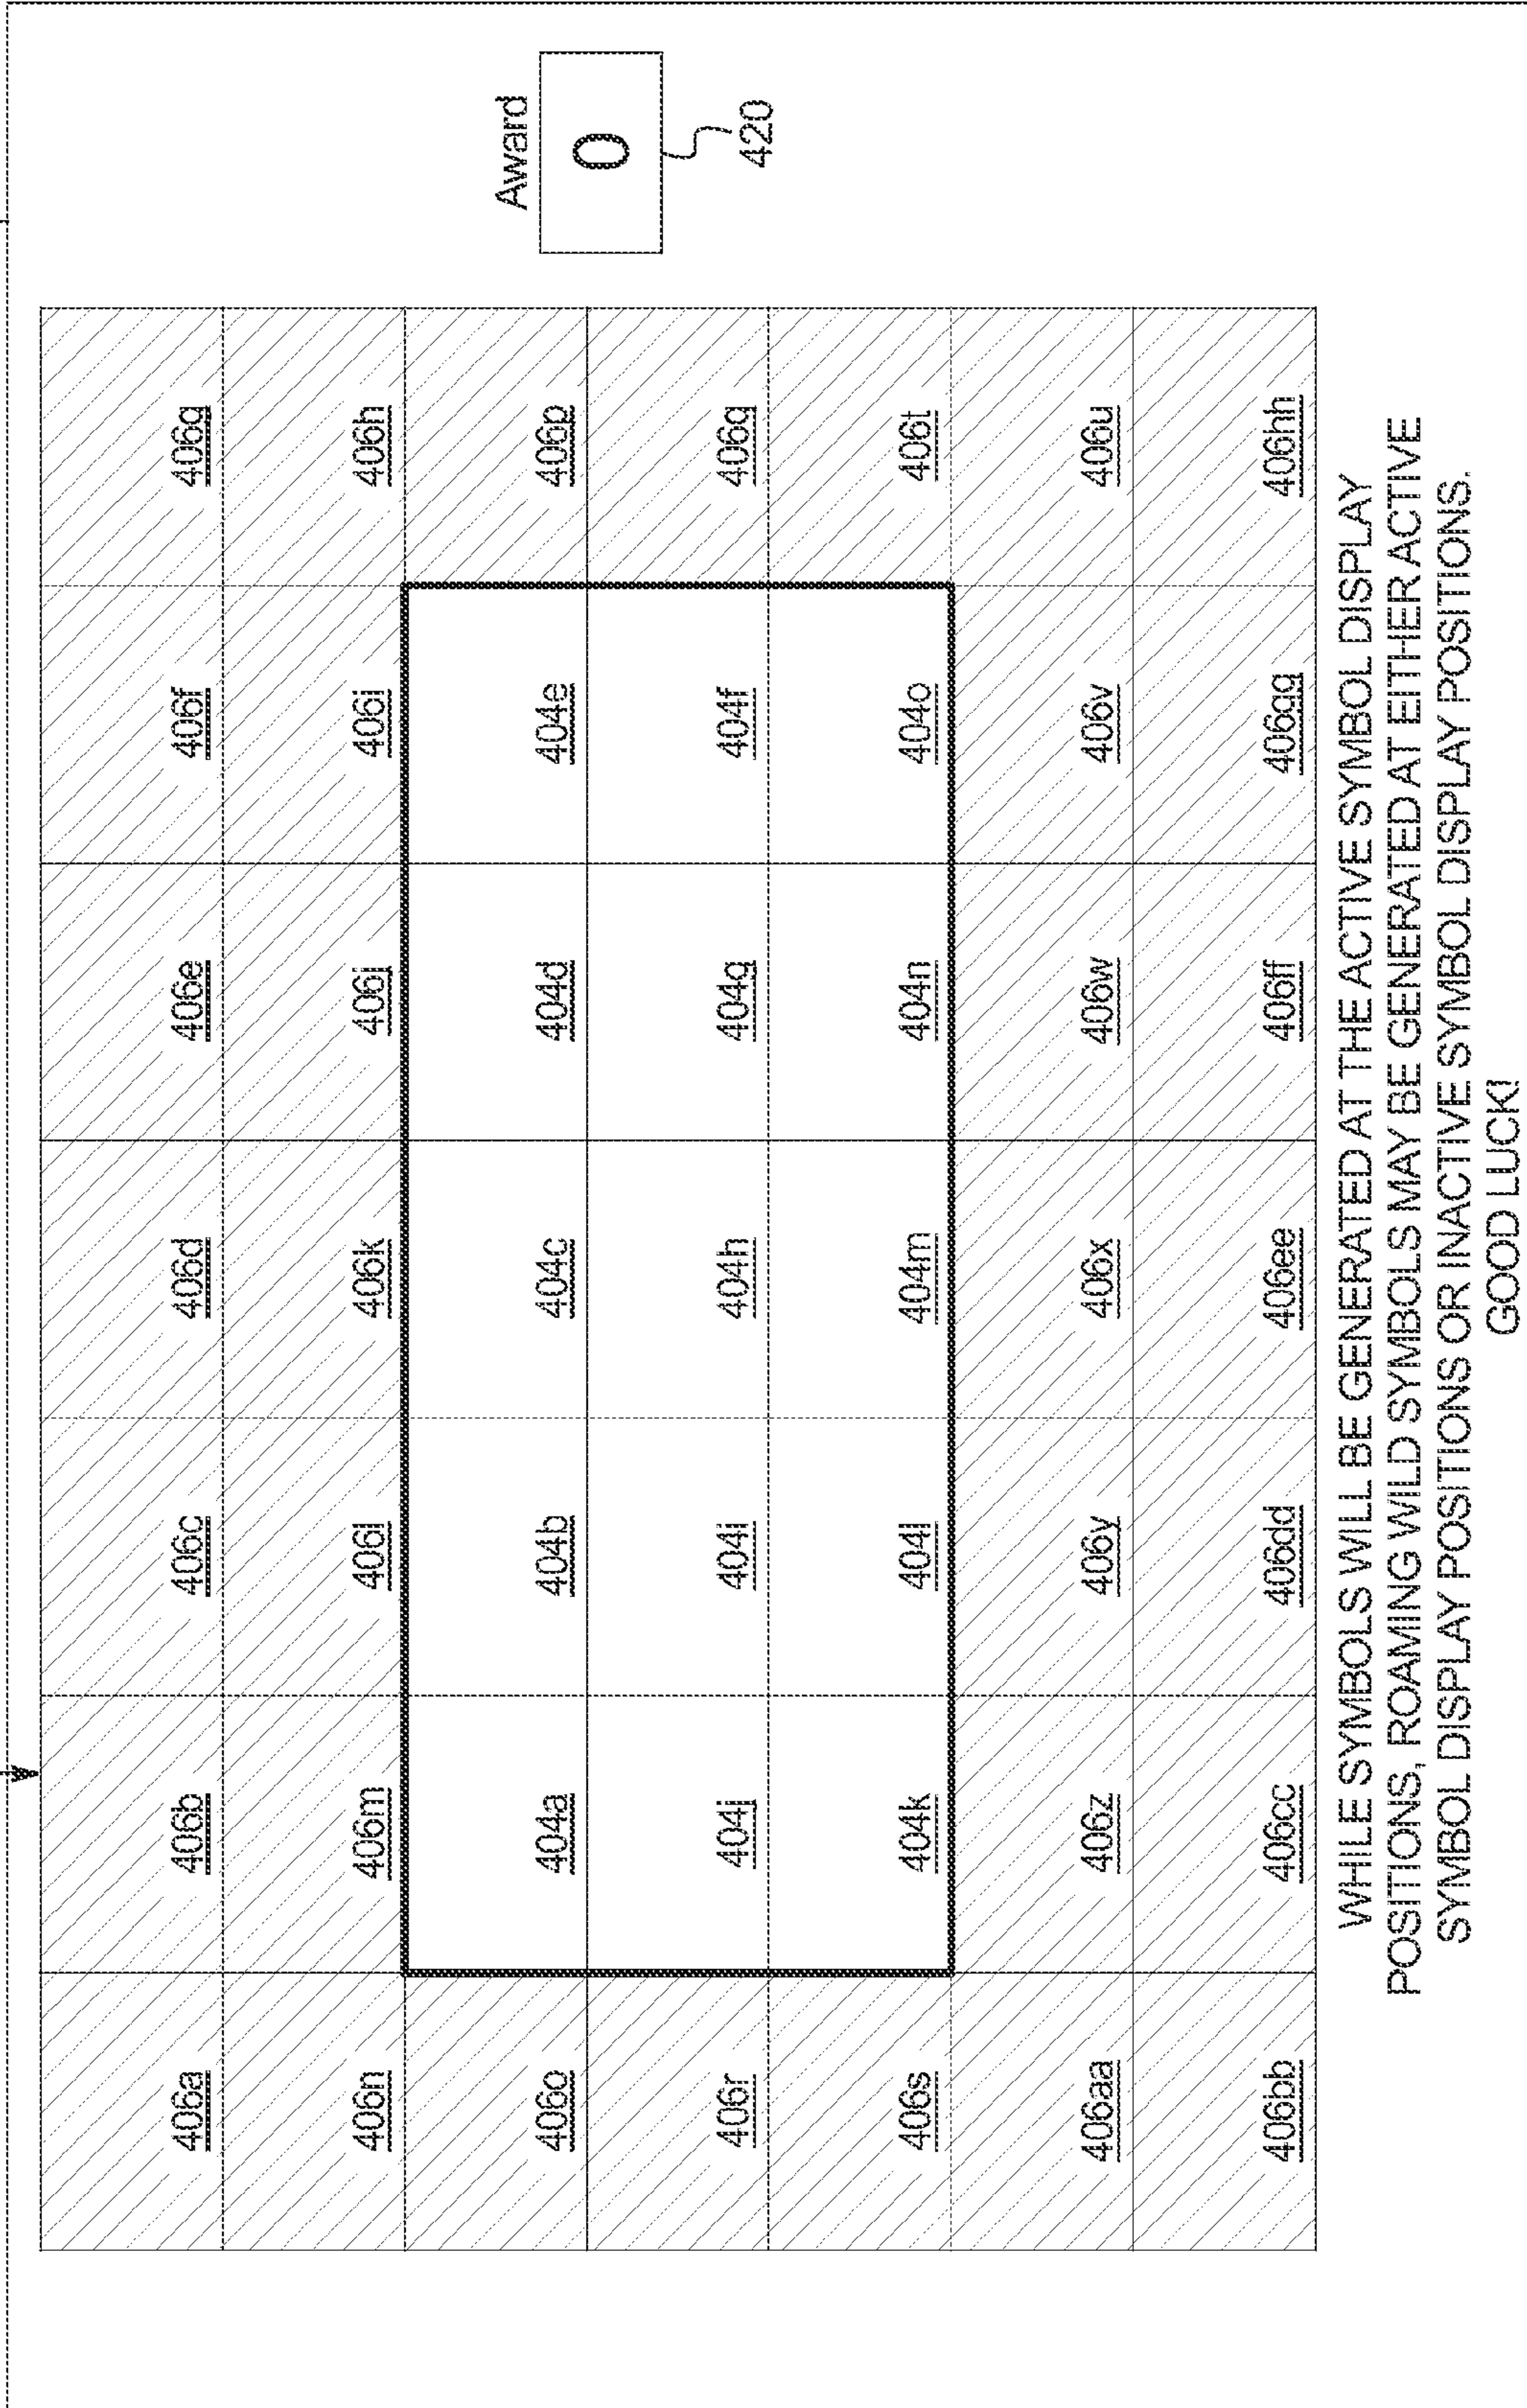 406a 406b 406c 406d 406e 406f 406g
406n 406m 406l 406k 406j 406i 406h
406o 404a 404b 404c 404d 404e 406p
406r 404j 404i 404h 404g 404f 406q
406s 404k 404l 404m 404n 404o 406t
406aa 406z 406y 406x 406w 406v 406u
406bb 406cc 406dd 406ee 406ff 406gg 406hh
Award
0
420
WHILE SYMBOLS WILL BE GENERATED AT THE ACTIVE SYMBOL DISPLAY
POSITIONS, ROAMING WILD SYMBOLS MAY BE GENERATED AT EITHER ACTIVE
SYMBOL DISPLAY POSITIONS OR INACTIVE SYMBOL DISPLAY POSITIONS.
GOOD LUCK!